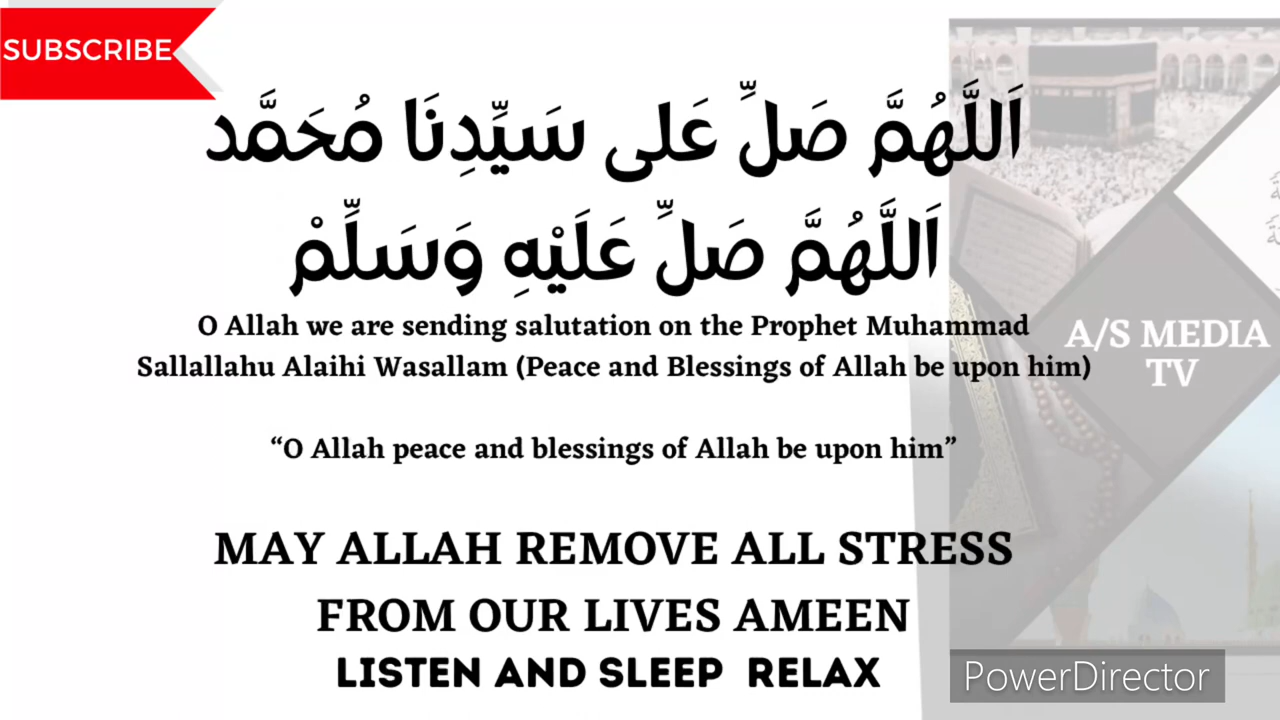 SUBSCRIBE
اَللَّهُمَّ صَلِّ عَلى سَيِّدِنَا مُحَمَّد
اَللَّهُمَّ صَلِّ عَلَيْهِ وَسَلِّمْ
O Allah we are sending salutation on the Prophet Muhammad
Sallallahu Alaihi Wasallam (Peace and Blessings of Allah be upon him)
“O Allah peace and blessings of Allah be upon him”
MAY ALLAH REMOVE ALL STRESS
FROM OUR LIVES AMEEN
LISTEN AND SLEEP RELAX
A/S MEDIA
TV
PowerDirector